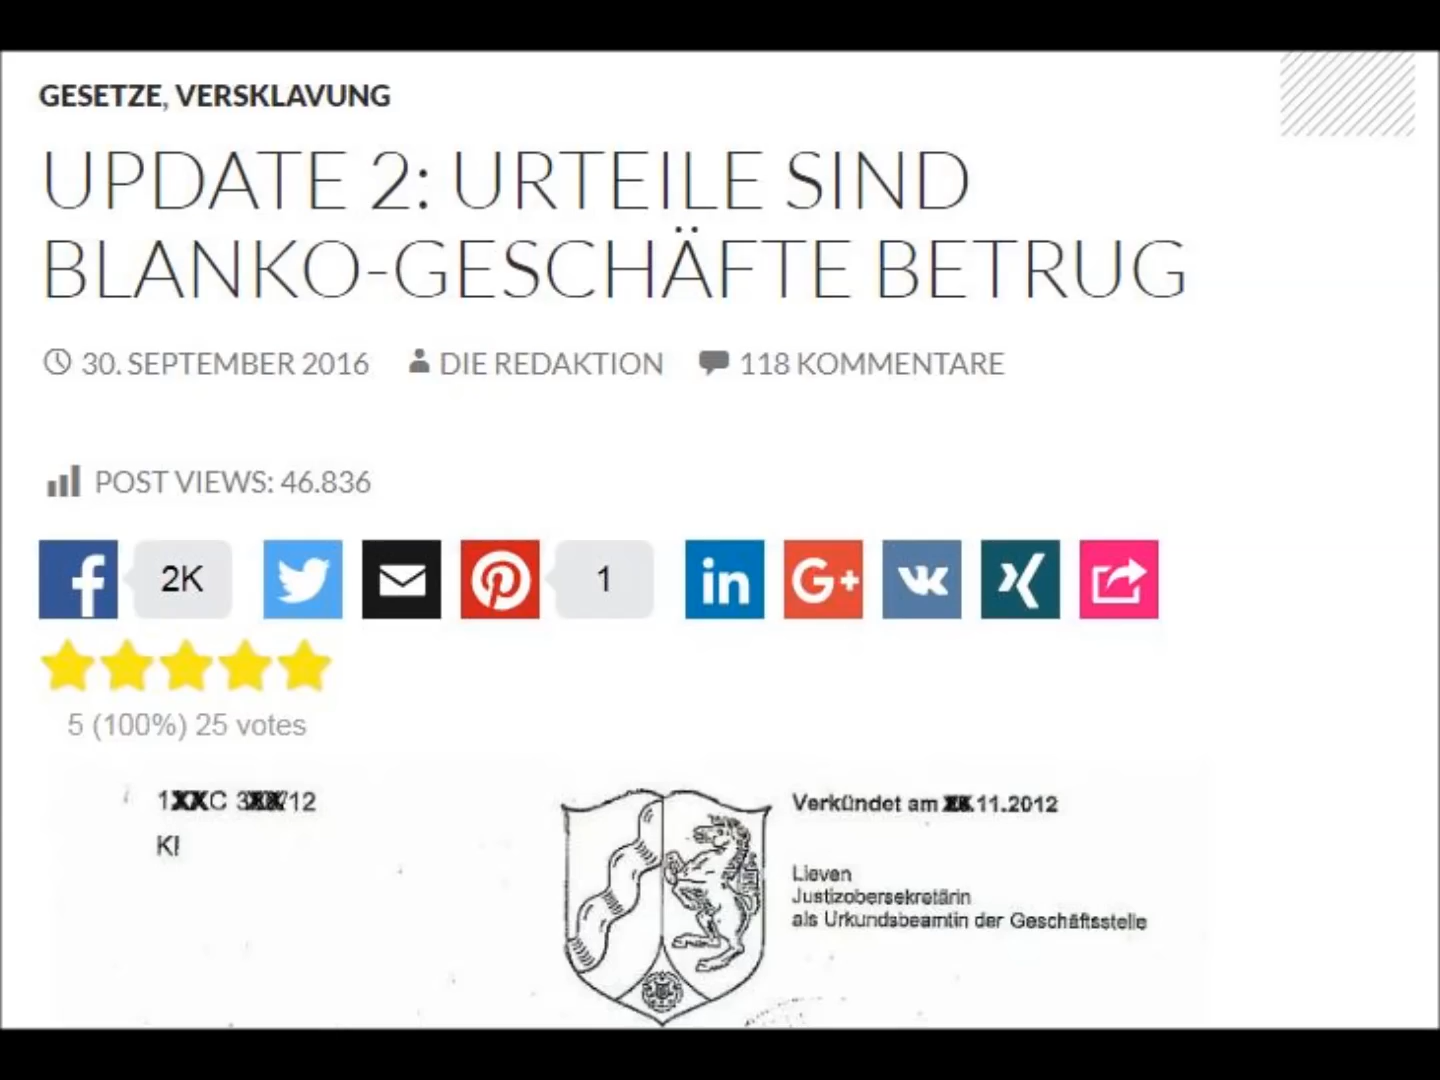 GESETZE, VERSKLAVUNG
UPDATE 2: URTEILE SIND
BLANKO-GESCHÄFTE BETRUG
30. SEPTEMBER 2016 DIE REDAKTION 118 KOMMENTARE
POST VIEWS: 46.836
2K 1 in G+
5 (100%) 25 votes
Verkündet am .11.2012
KI
Lieven
Justizobersekretärin
als Urkundsbeamtin der Geschäftsstelle